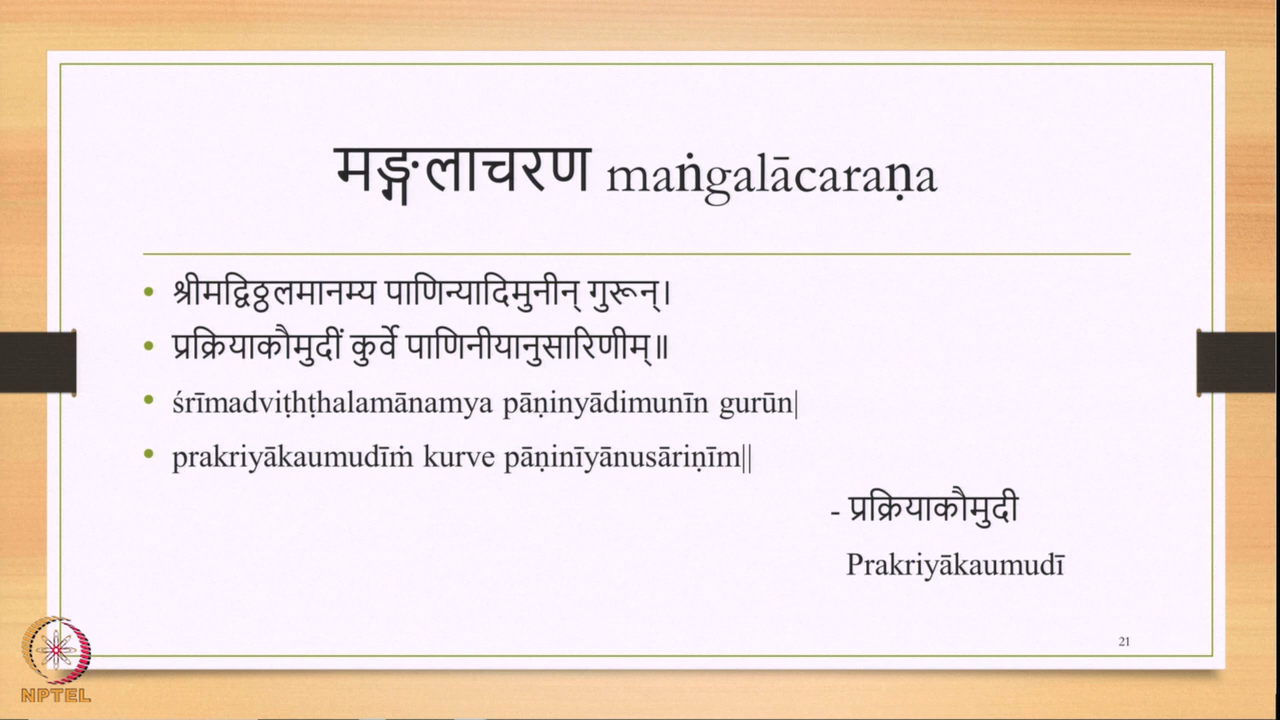 मङ्गलाचरण maṅgalācaraṇa
• श्रीमद्विठ्ठलमानम्य पाणिन्यादिमुनीन् गुरून्।
• प्रक्रियाकौमुदीं कुर्वे पाणिनीयानुसारिणीम्॥
• śrīmadviṭhṭhalamānamya pāṇinyādimunīn gurūn|
• prakriyākaumudīṁ kurve pāṇinīyānusāriṇīm||
- प्रक्रियाकौमुदी
Prakriyākaumudī
21
NPTEL